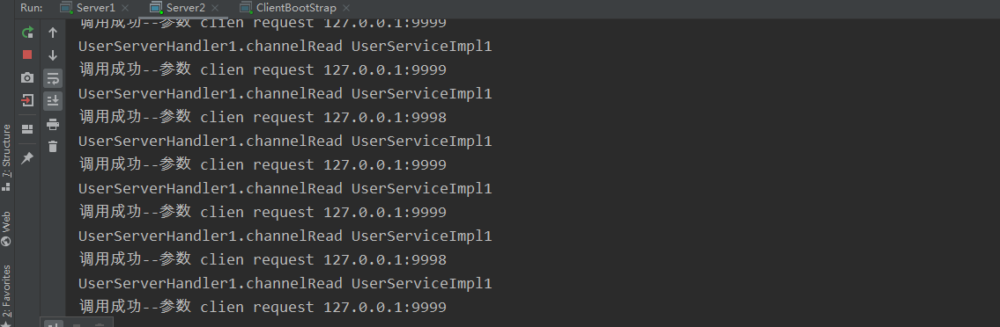 Run: Server1 Server2 ClientBootStrap
调用成功--参数 clien request 127.0.0.1:9999
UserServerHandler1.channelRead UserServiceImpl1
调用成功--参数 clien request 127.0.0.1:9999
UserServerHandler1.channelRead UserServiceImpl1
调用成功--参数 clien request 127.0.0.1:9998
UserServerHandler1.channelRead UserServiceImpl1
调用成功--参数 clien request 127.0.0.1:9999
UserServerHandler1.channelRead UserServiceImpl1
调用成功--参数 clien request 127.0.0.1:9999
UserServerHandler1.channelRead UserServiceImpl1
调用成功--参数 clien request 127.0.0.1:9998
UserServerHandler1.channelRead UserServiceImpl1
调用成功--参数 clien request 127.0.0.1:9999
7: Structure
Web
2: Favorites